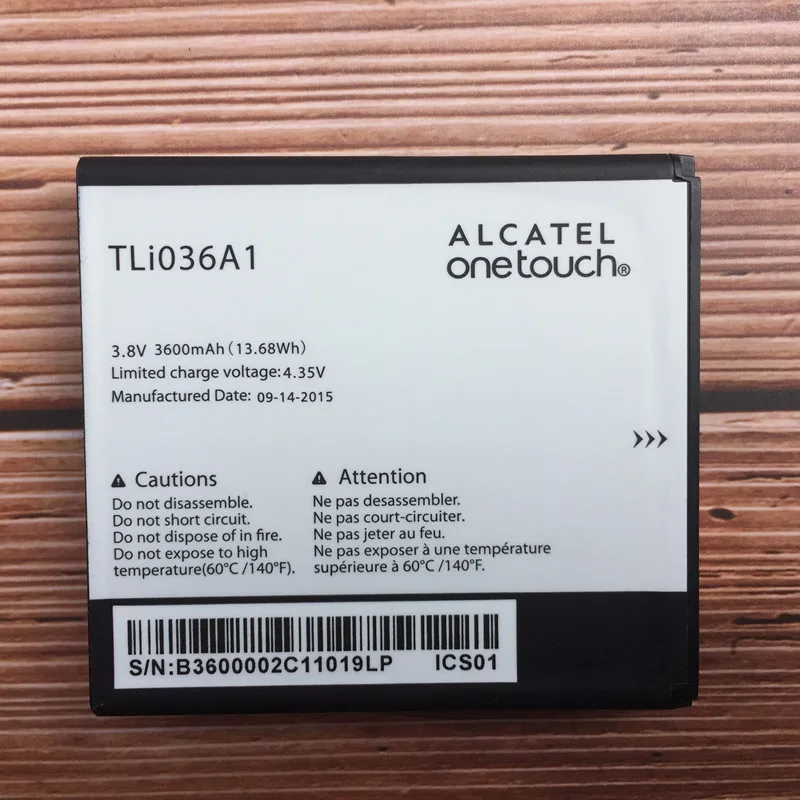 TLi036A1
ALCATEL
onetouch®
3.8V 3600mAh (13.68Wh)
Limited charge voltage: 4.35V
Manufactured Date: 09-14-2015
Cautions
Do not disassemble.
Do not short circuit.
Do not dispose of in fire.
Do not expose to high
temperature(60°C /140°F).
Attention
Ne pas desassembler.
Ne pas court-circuiter.
Ne pas jeter au feu.
Ne pas exposer à une température
supérieure à 60°C /140°F.
S/N:B3600002C11019LP ICS01